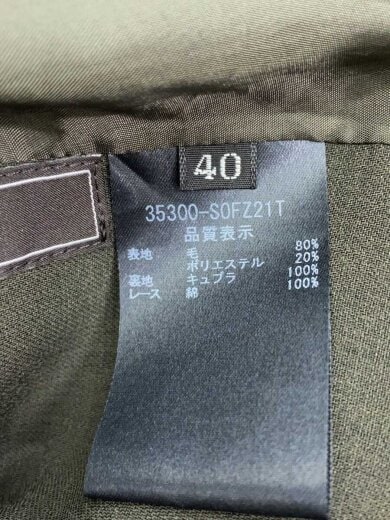 40
35300-S0FZ21T
品質表示
表地 毛 80%
ポリエステル 20%
裏地 キュプラ 100%
レース 綿 100%